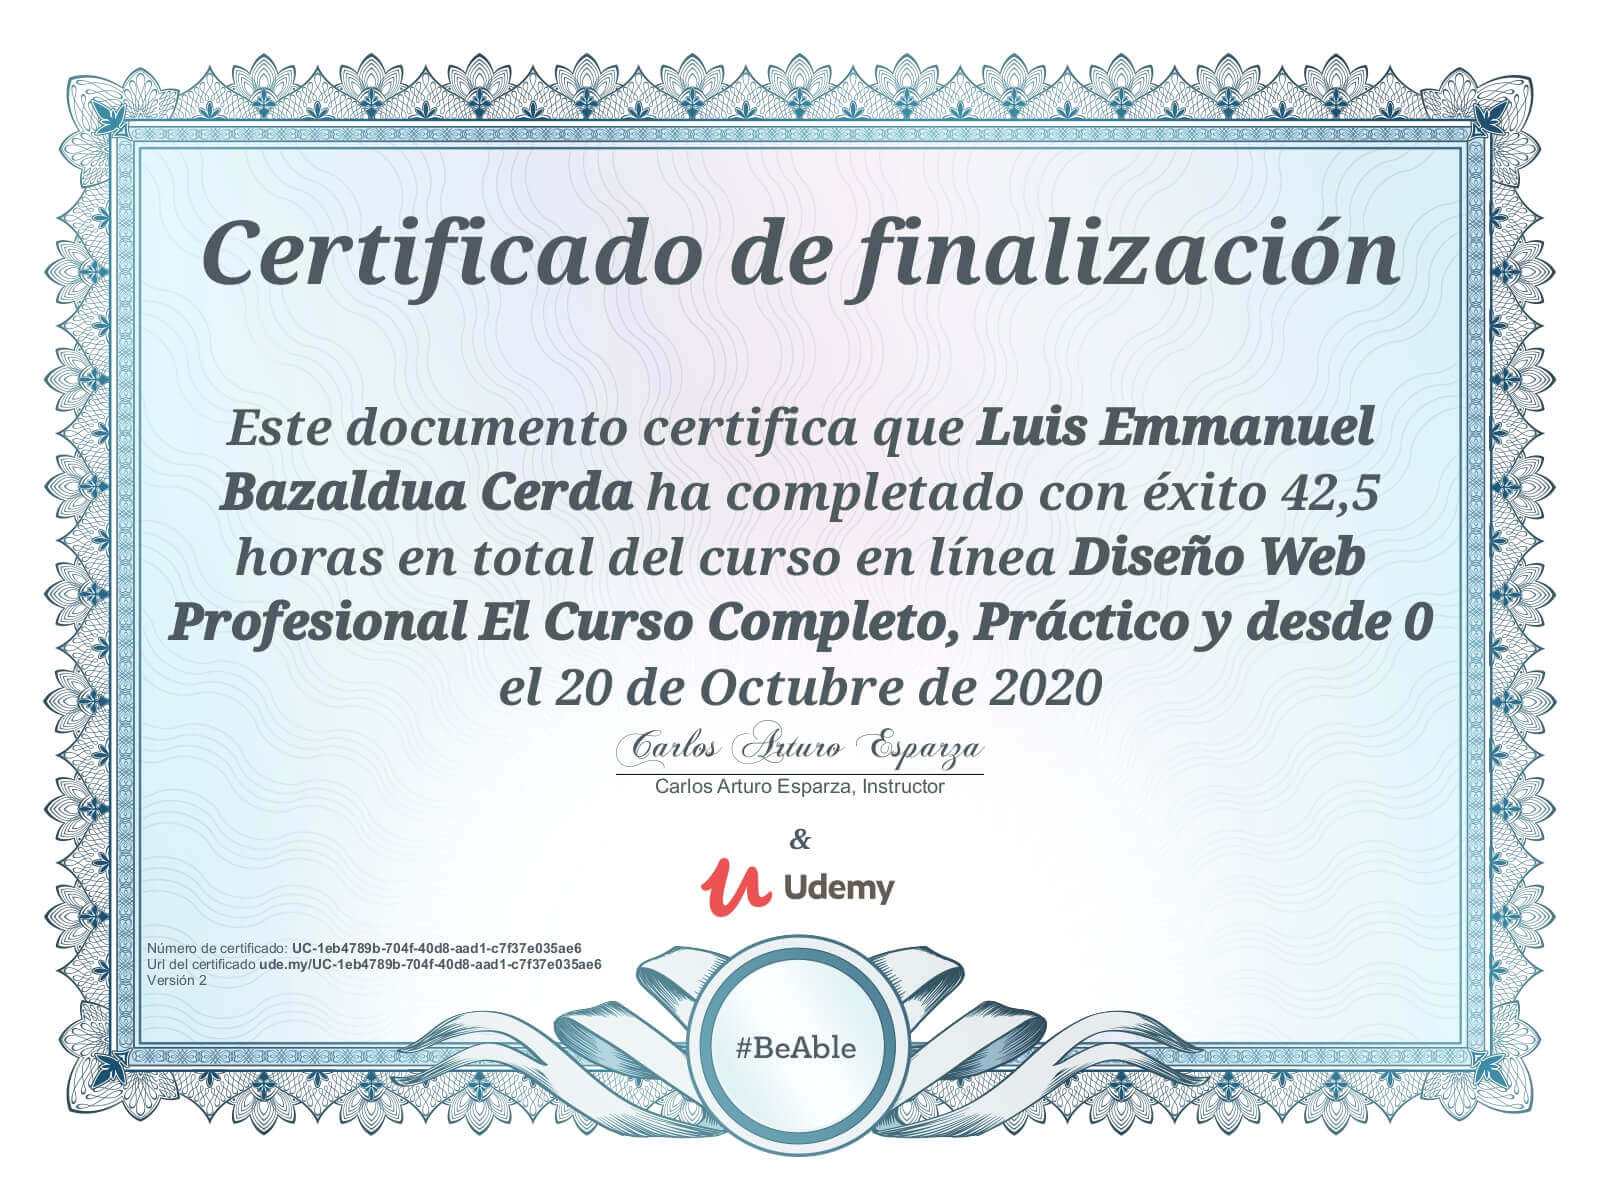 Certificado de finalización
Este documento certifica que Luis Emmanuel
Bazaldua Cerda ha completado con éxito 42,5
horas en total del curso en línea Diseño Web
Profesional El Curso Completo, Práctico y desde 0
el 20 de Octubre de 2020
Carlos Arturo Esparza
Carlos Arturo Esparza, Instructor
&
Udemy
Número de certificado: UC-1eb4789b-704f-40d8-aad1-c7f37e035ae6
Url del certificado ude.my/UC-1eb4789b-704f-40d8-aad1-c7f37e035ae6
Versión 2
#BeAble